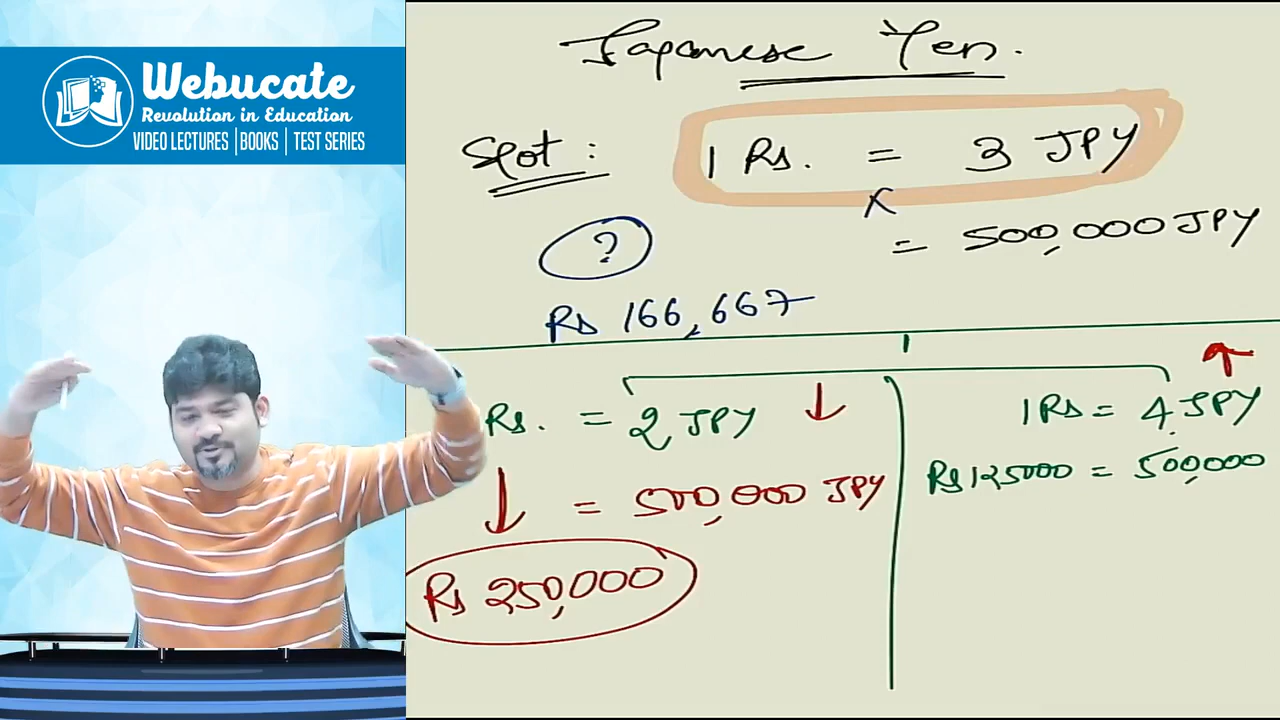 Webucate
Revolution in Education
VIDEO LECTURES | BOOKS | TEST SERIES
Japanese Yen.
Spot : 1 Rs. = 3 JPY
x
?
= 500,000 JPY
Rs 166,667
Rs. = 2 JPY
= 500,000 JPY
Rs 250,000
1 Rs = 4 JPY
Rs 125000 = 500,000